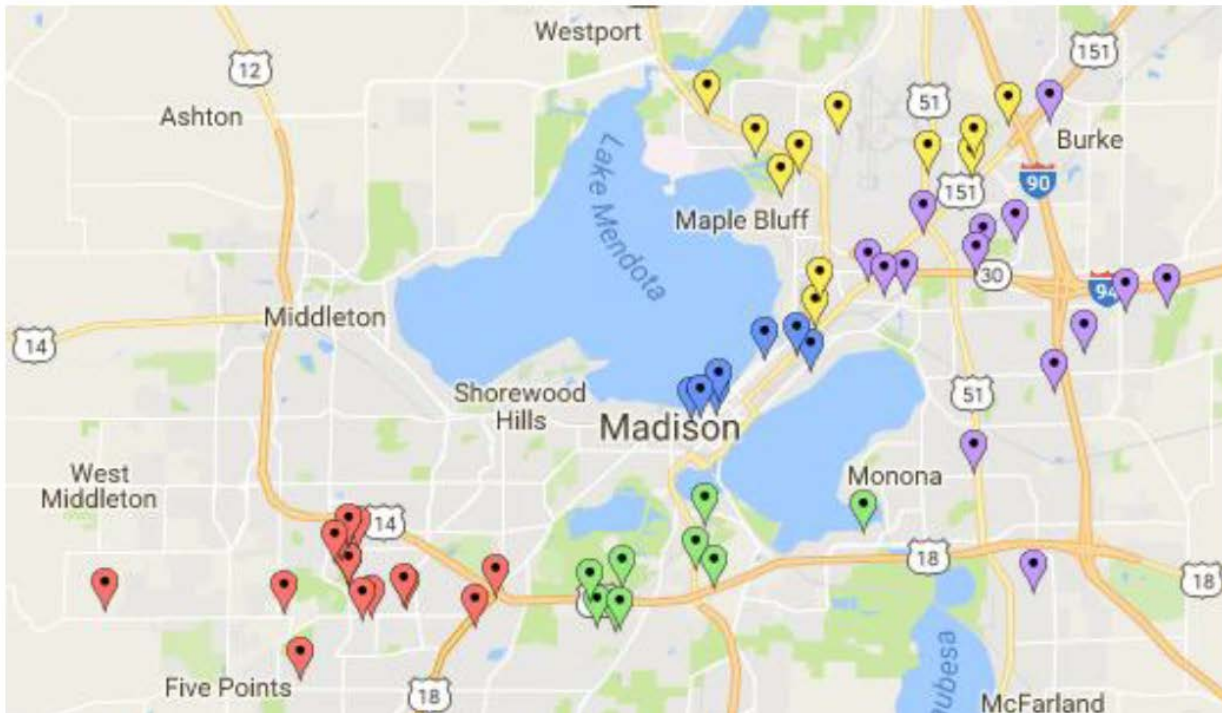 Westport
151
12
51
Ashton
Burke
Lake Mendota
151
90
Maple Bluff
30
94
Middleton
14
Shorewood
Hills
51
Madison
West
Middleton
Monona
14
18
18
Five Points
18
McFarland
ubesa